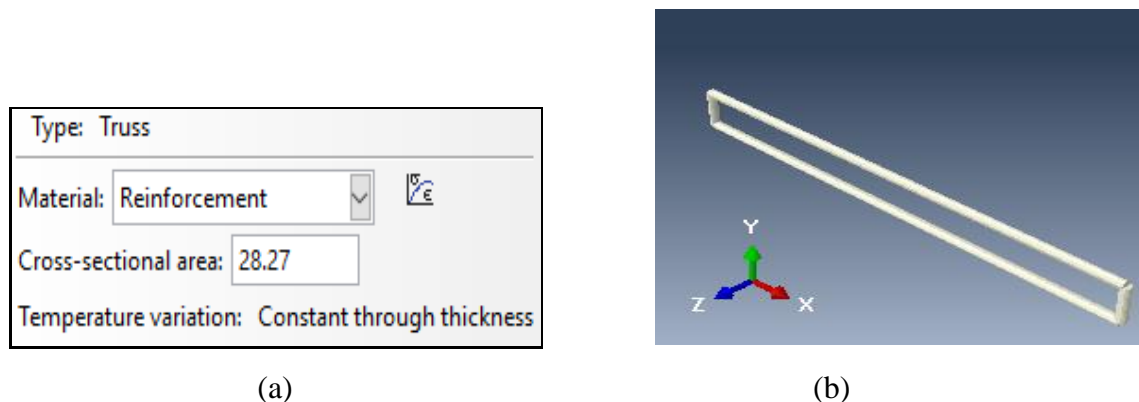 Type: Truss
Material: Reinforcement
Cross-sectional area: 28.27
Temperature variation: Constant through thickness
σ
ε
Y
Z
X
(a)
(b)